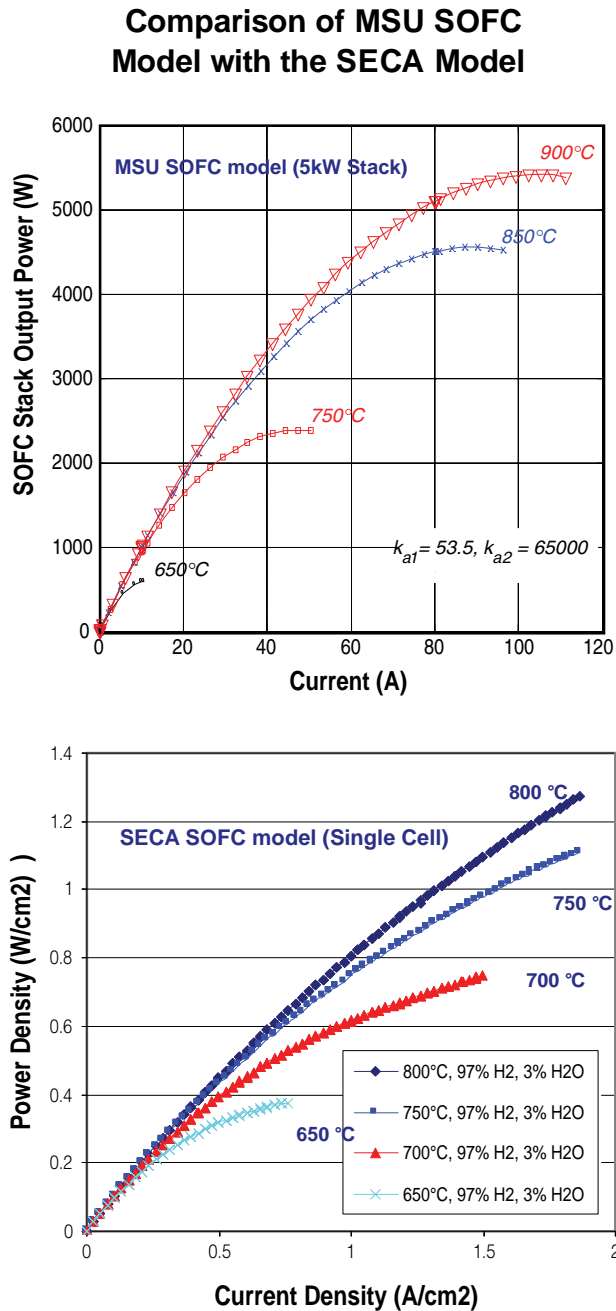 Comparison of MSU SOFC
Model with the SECA Model
6000
5000
4000
3000
2000
1000
0
SOFC Stack Output Power (W)
MSU SOFC model (5kW Stack)
900°C
850°C
750°C
650°C
ka1= 53.5, ka2 = 65000
0 20 40 60 80 100 120
Current (A)
1.4
1.2
1
0.8
0.6
0.4
0.2
0
Power Density (W/cm2) )
SECA SOFC model (Single Cell)
800 °C
750 °C
700 °C
650 °C
800°C, 97% H2, 3% H2O
750°C, 97% H2, 3% H2O
700°C, 97% H2, 3% H2O
650°C, 97% H2, 3% H2O
0 0.5 1 1.5 2
Current Density (A/cm2)